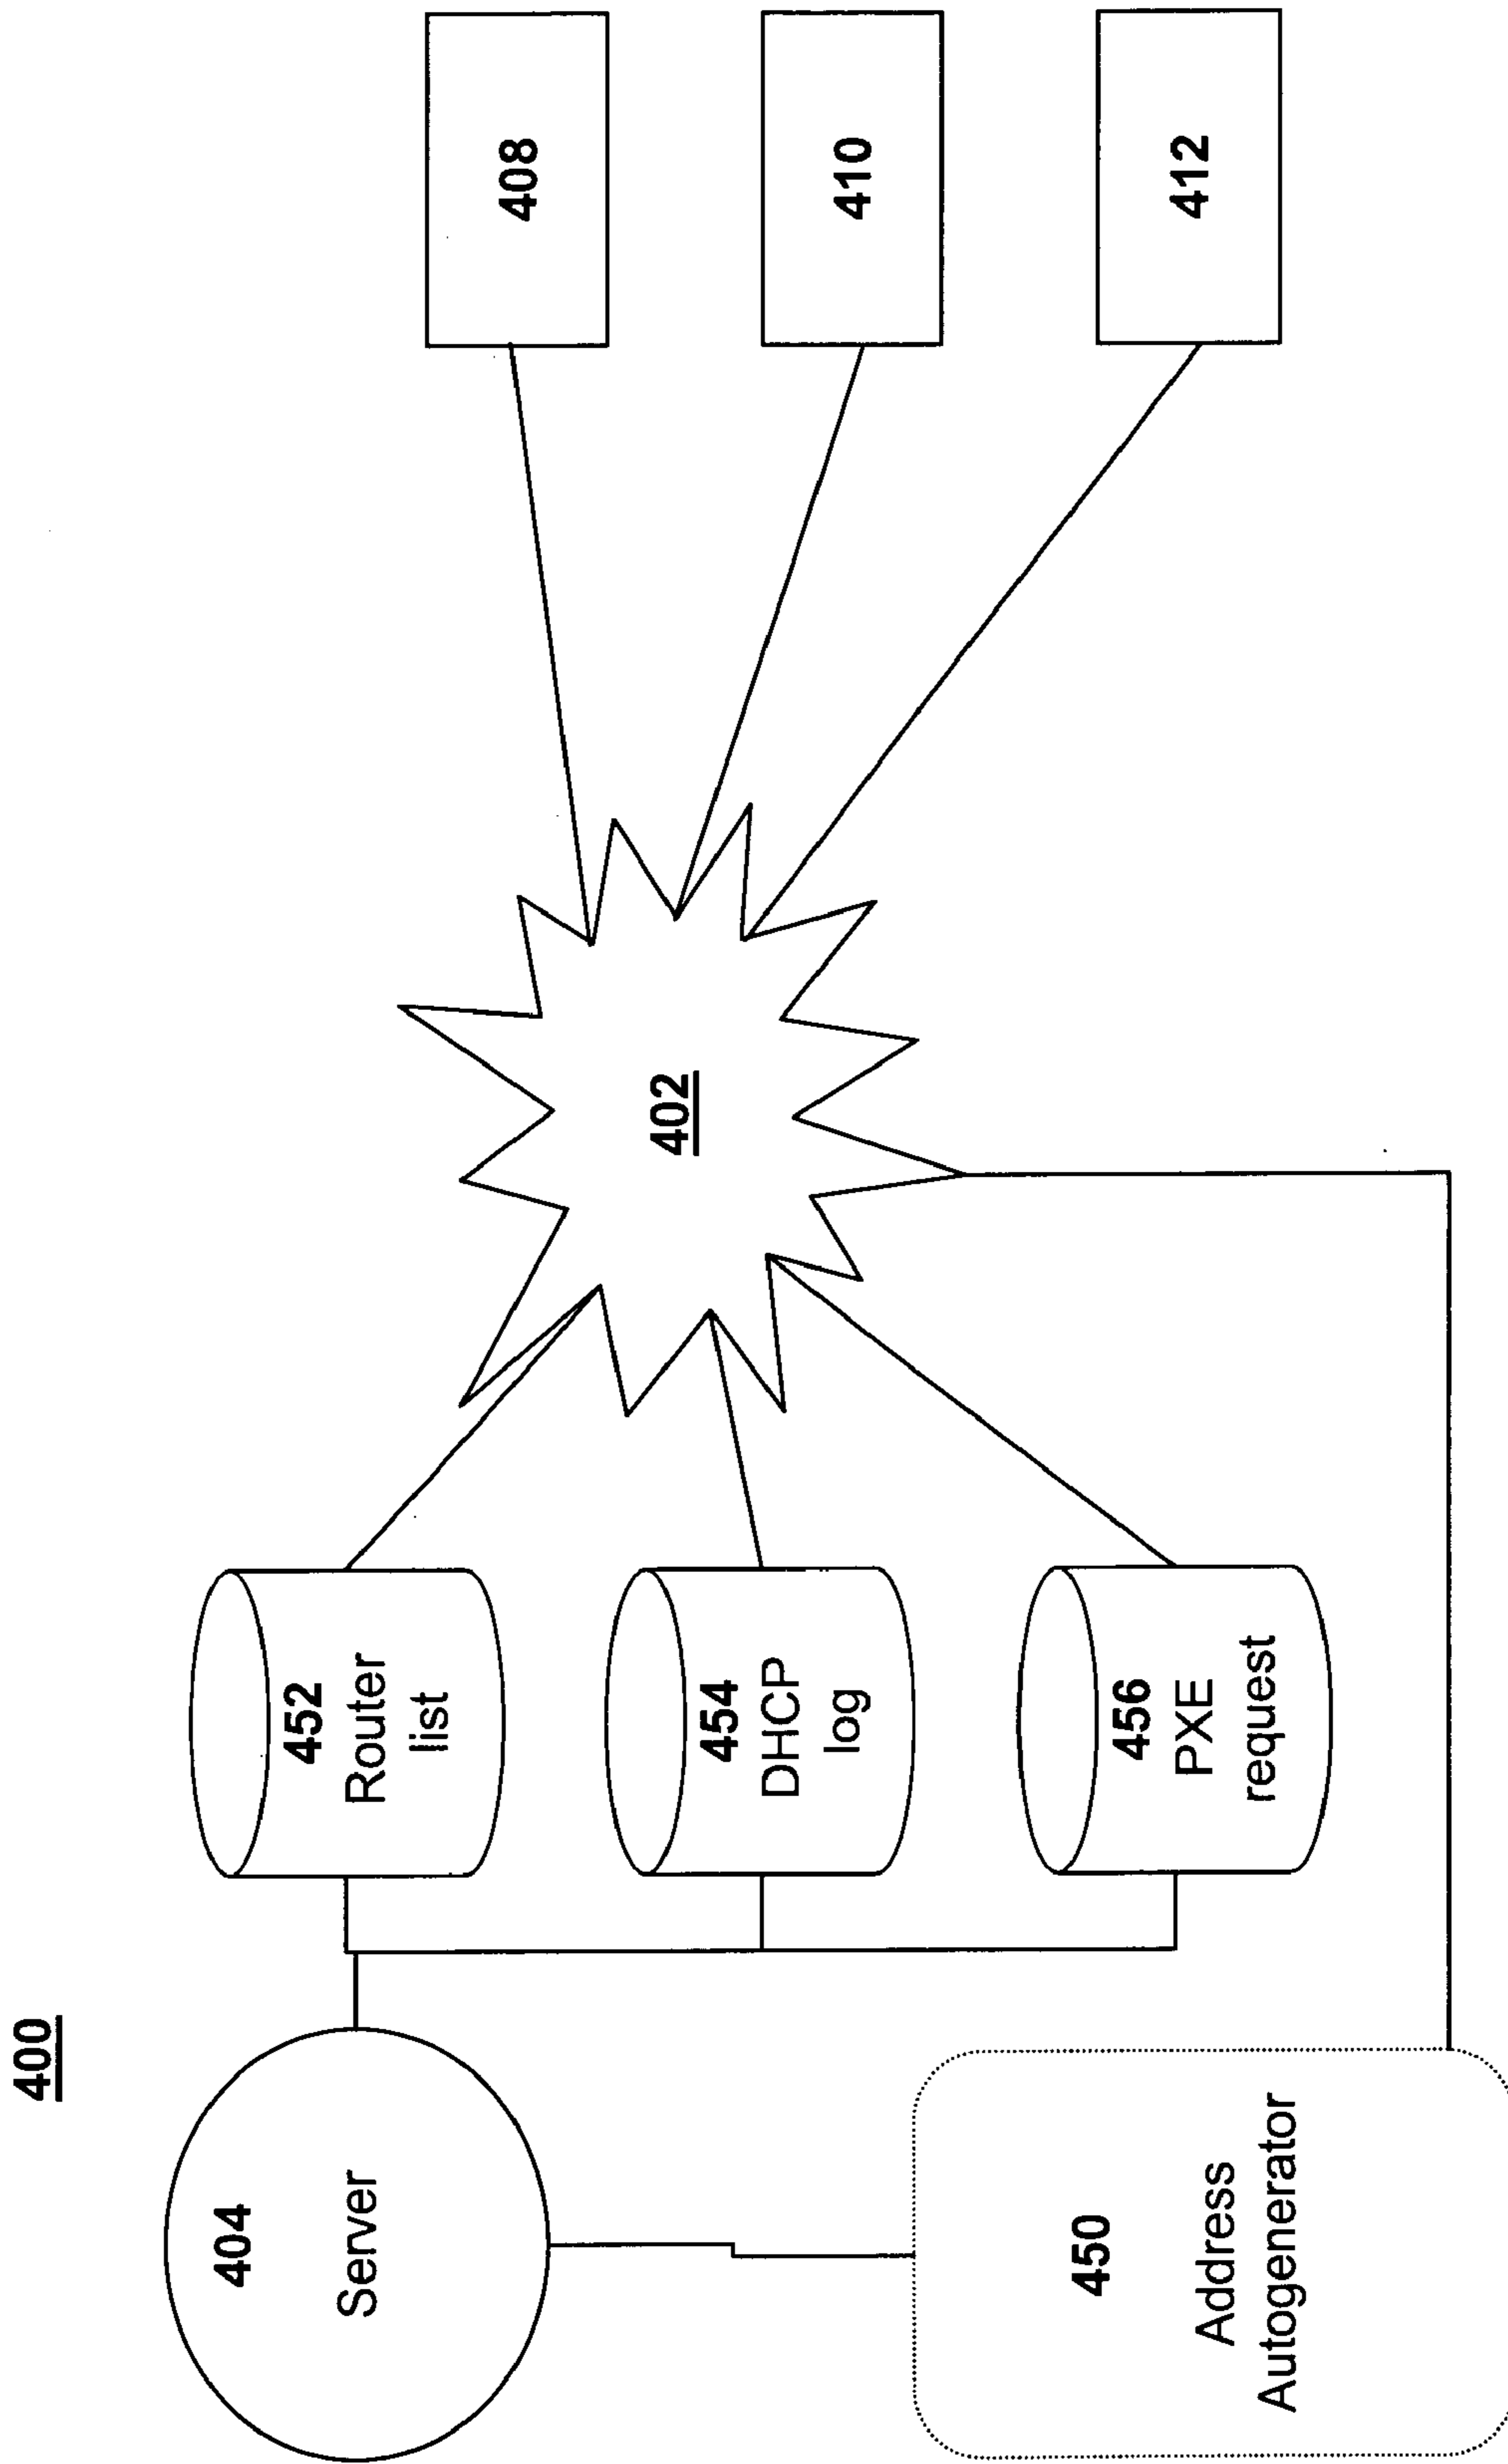 400
404
Server
450
Address
Autogenerator
452
Router
list
454
DHCP
log
456
PXE
request
402
408
410
412